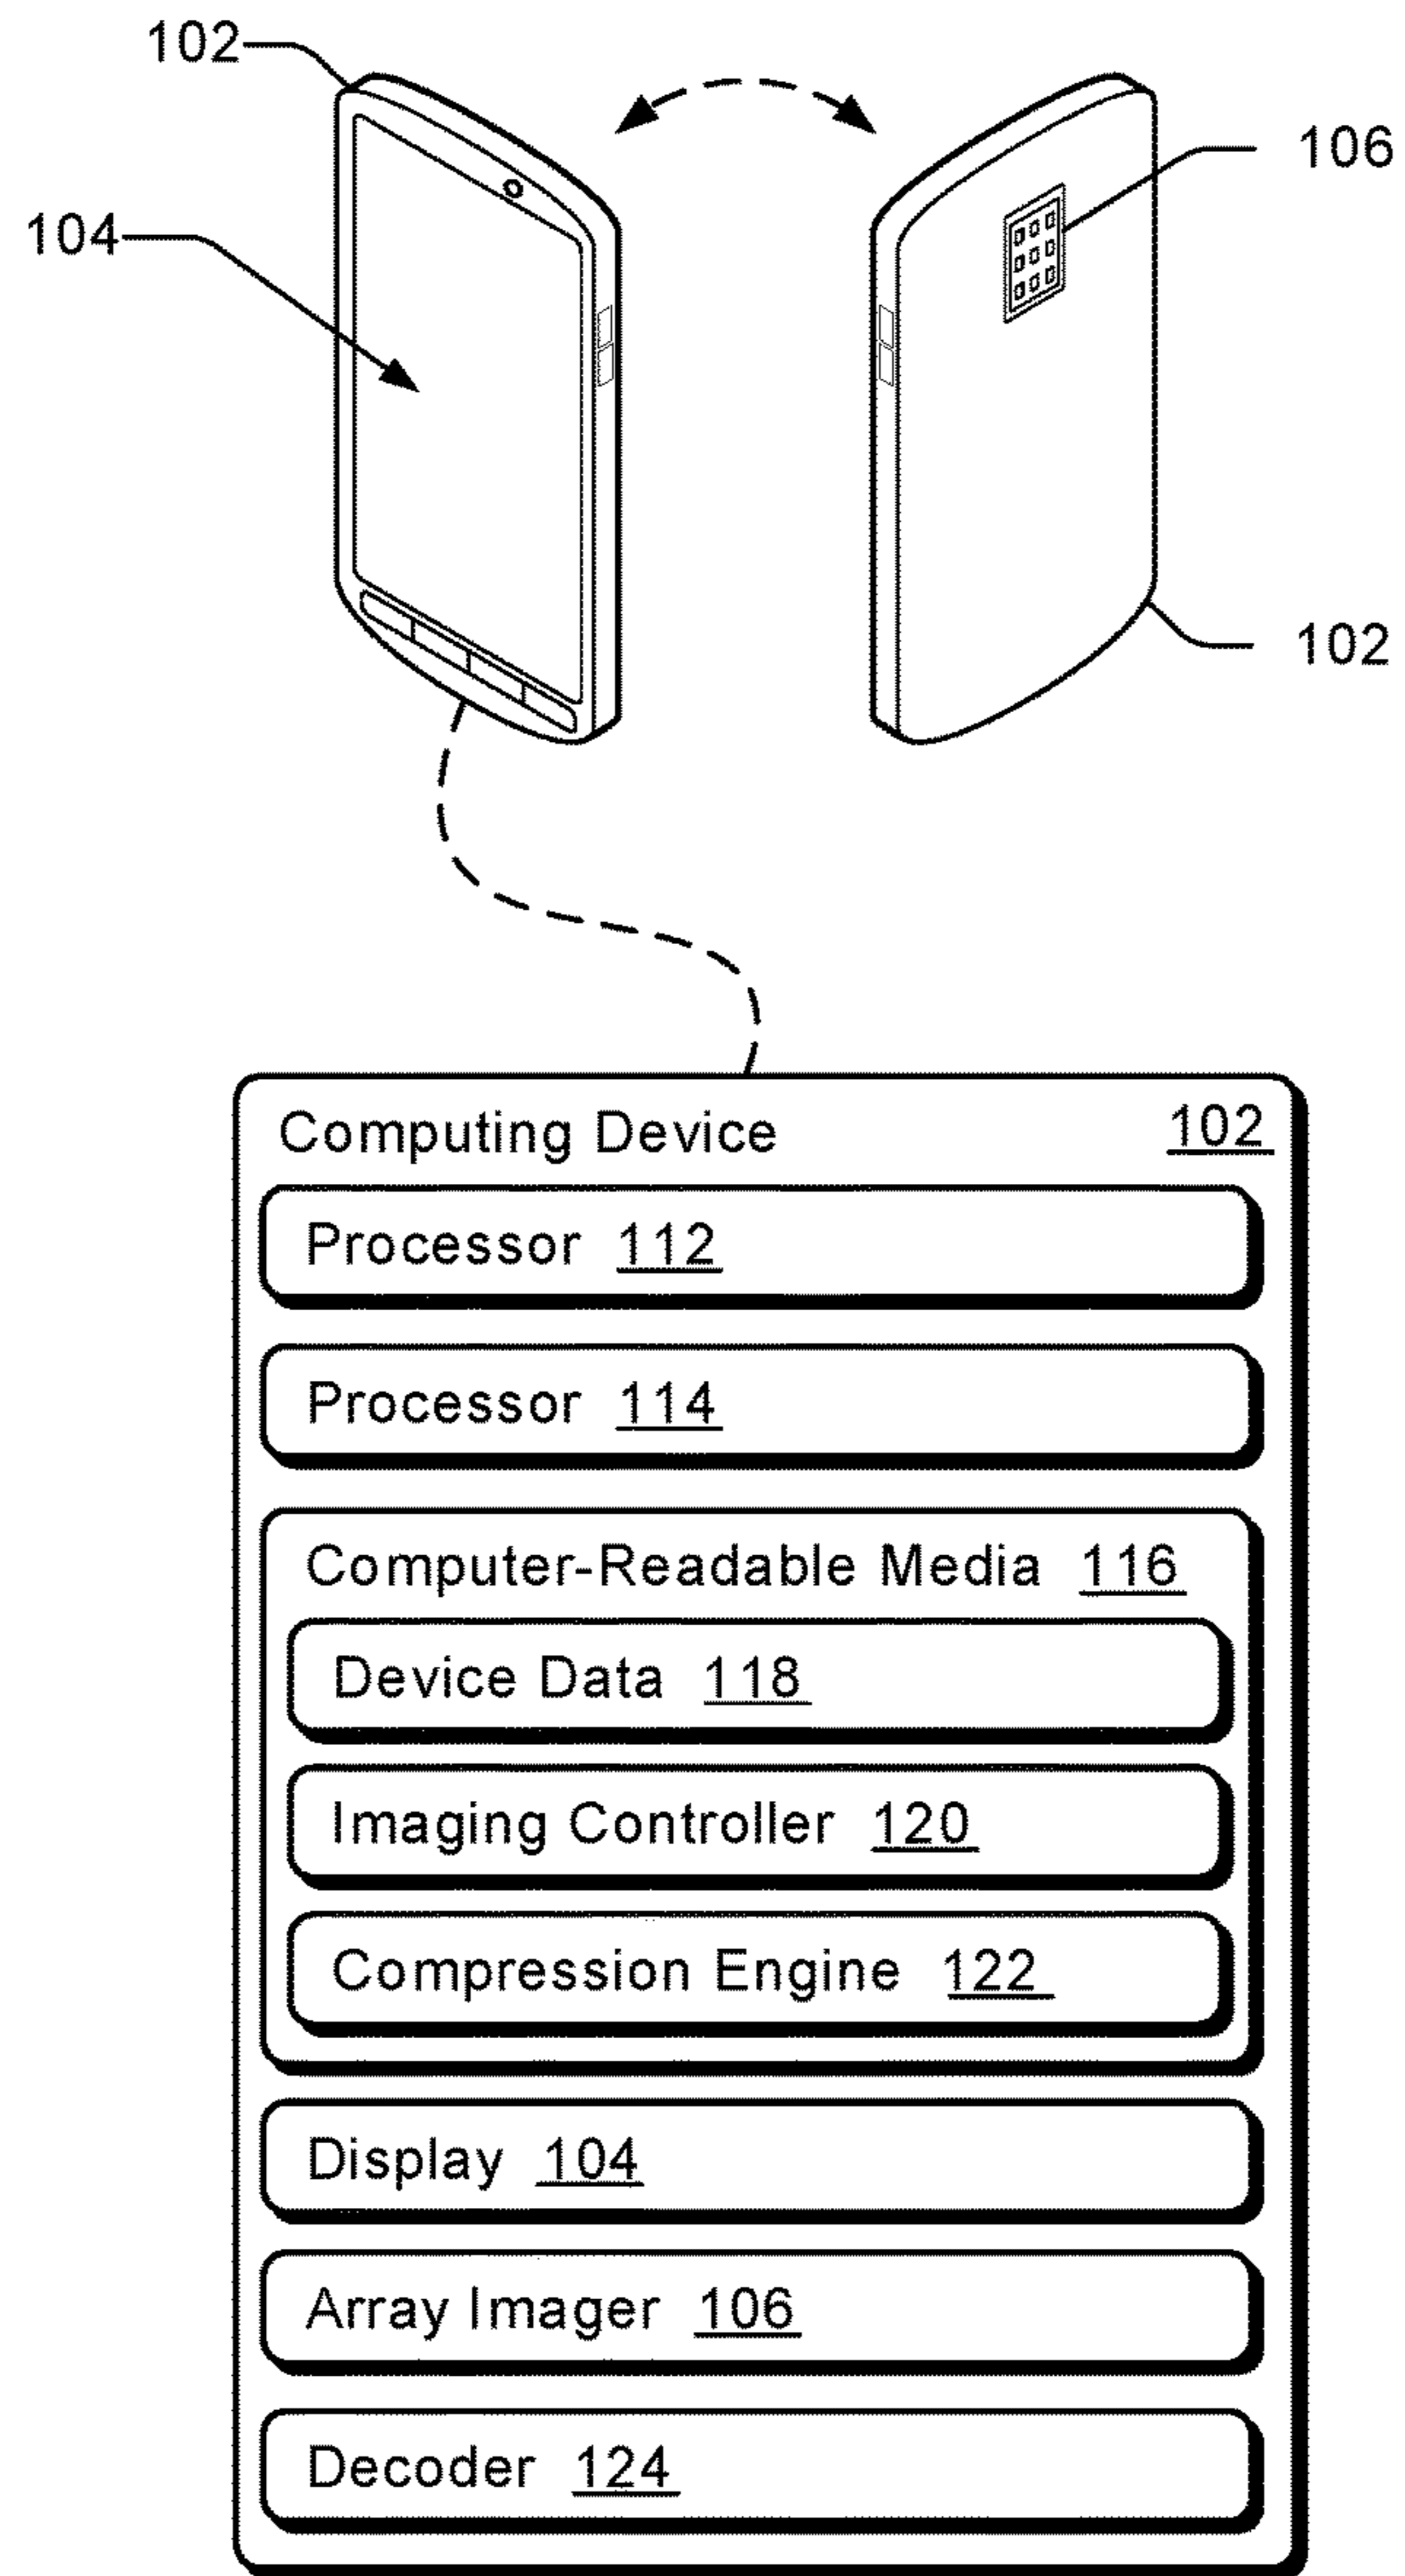 102
106
104
102
Computing Device 102
Processor 112
Processor 114
Computer-Readable Media 116
Device Data 118
Imaging Controller 120
Compression Engine 122
Display 104
Array Imager 106
Decoder 124